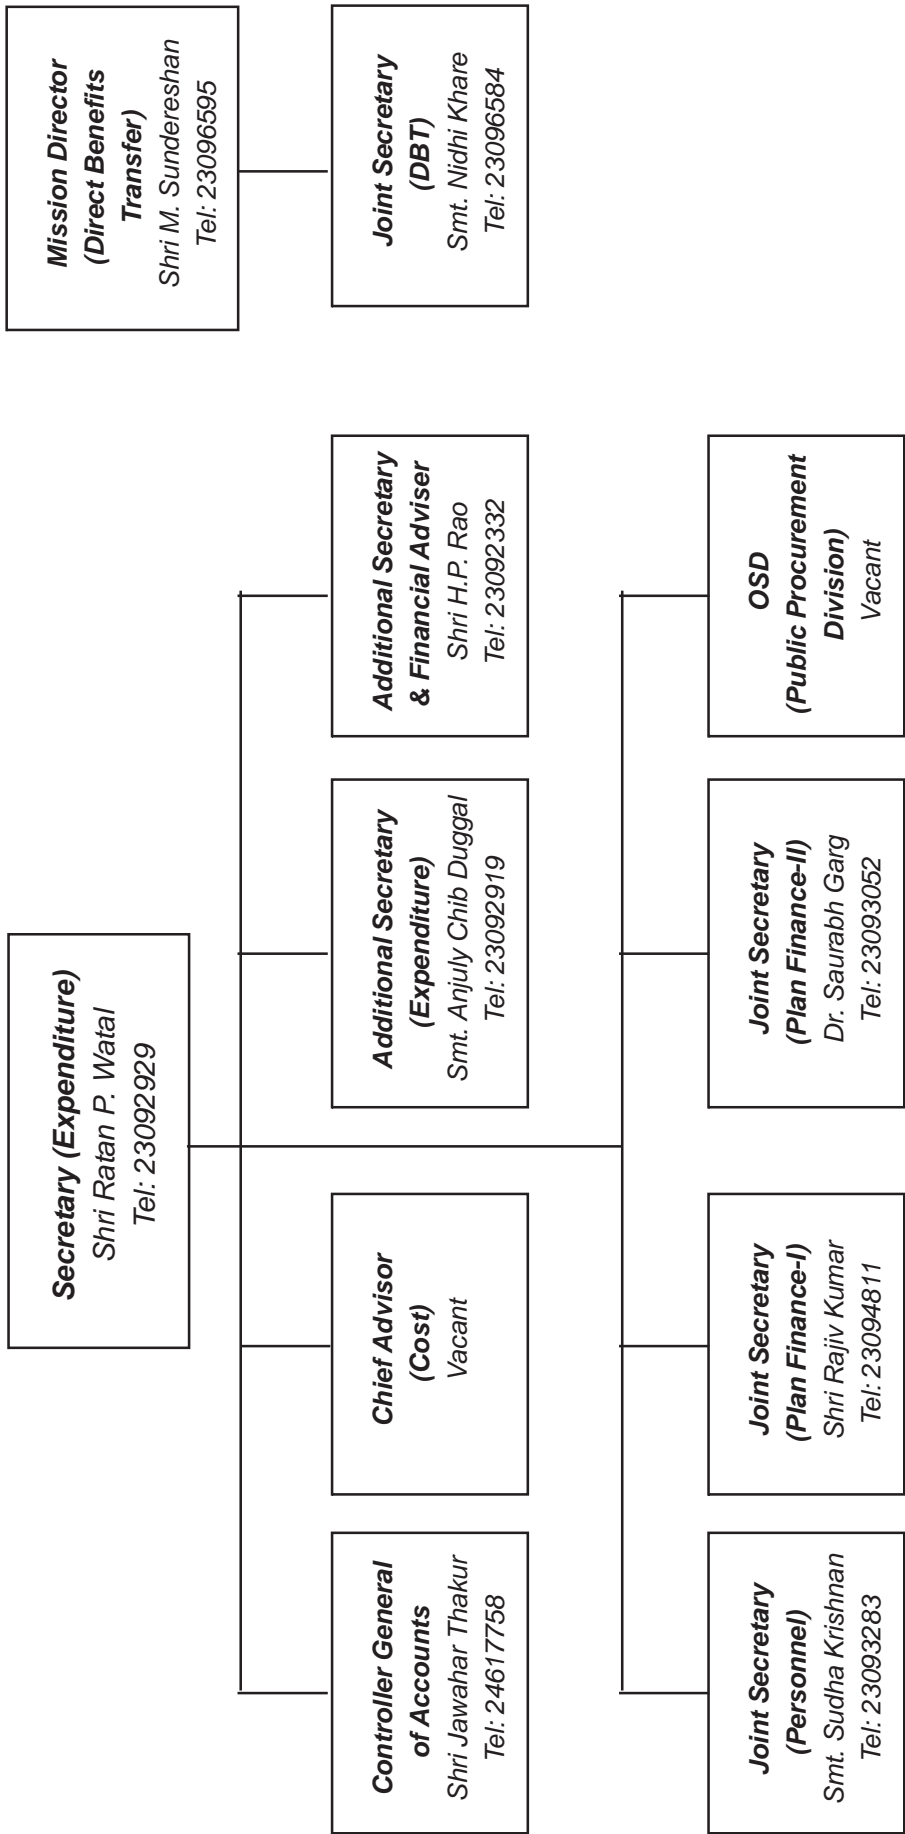 Secretary (Expenditure)
Shri Ratan P. Watal
Tel: 23092929
Mission Director
(Direct Benefits
Transfer)
Shri M. Sundereshan
Tel: 23096595
Controller General
of Accounts
Shri Jawahar Thakur
Tel: 24617758
Chief Advisor
(Cost)
Vacant
Additional Secretary
(Expenditure)
Smt. Anjuly Chib Duggal
Tel: 23092919
Additional Secretary
& Financial Adviser
Shri H.P. Rao
Tel: 23092332
Joint Secretary
(DBT)
Smt. Nidhi Khare
Tel: 23096584
Joint Secretary
(Personnel)
Smt. Sudha Krishnan
Tel: 23093283
Joint Secretary
(Plan Finance-I)
Shri Rajiv Kumar
Tel: 23094811
Joint Secretary
(Plan Finance-II)
Dr. Saurabh Garg
Tel: 23093052
OSD
(Public Procurement
Division)
Vacant